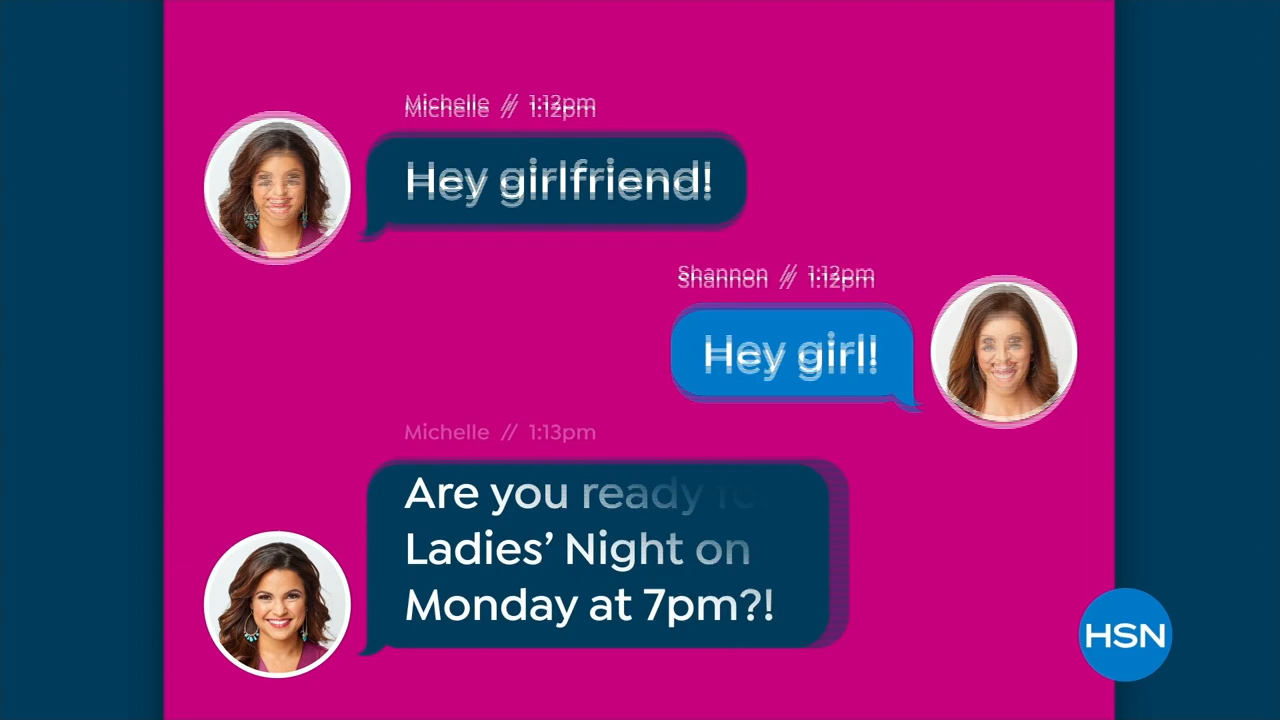 Michelle // 1:12pm
Hey girlfriend!
Shannon // 1:12pm
Hey girl!
Michelle // 1:13pm
Are you ready fo
Ladies’ Night on
Monday at 7pm?!
HSN